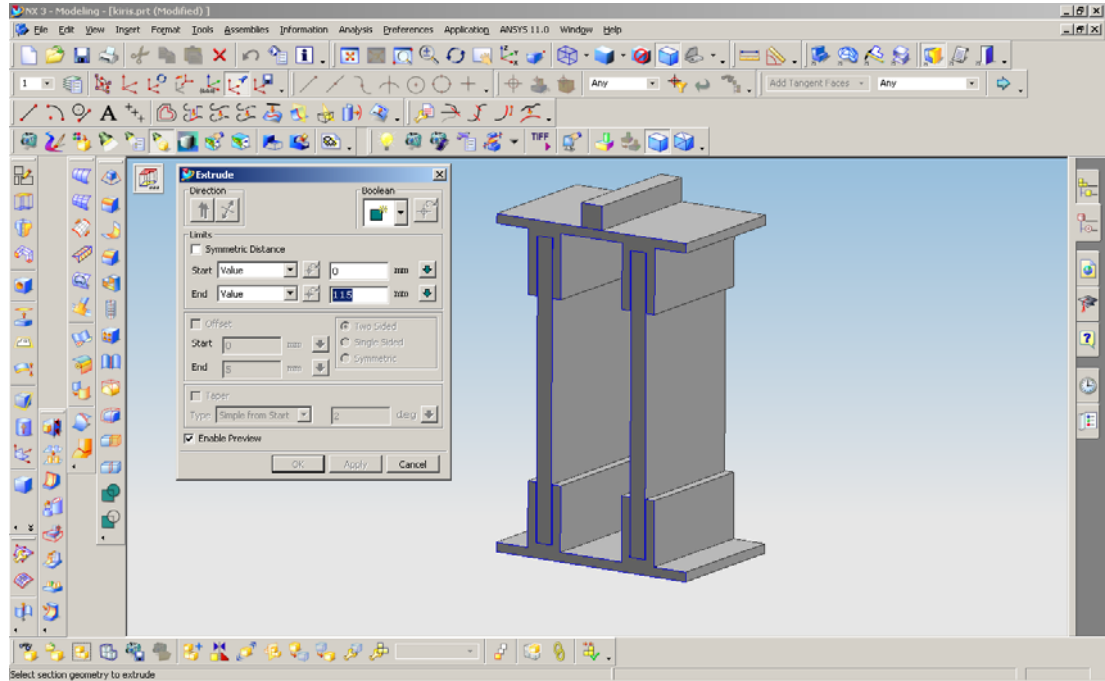 NX 3 - Modeling - [kiris.prt (Modified) ]
File Edit View Insert Format Tools Assemblies Information Analysis Preferences Application ANSYS 11.0 Window Help
1 Any Add Tangent Faces Any
A
TIFF
Extrude
Direction Boolean
Limits
Symmetric Distance
Start Value 0 mm
End Value 115 mm
Offset
Two Sided
Start 0 mm Single Sided
End 5 mm Symmetric
Taper
Type Simple from Start 2 deg
Enable Preview
OK Apply Cancel
Select section geometry to extrude